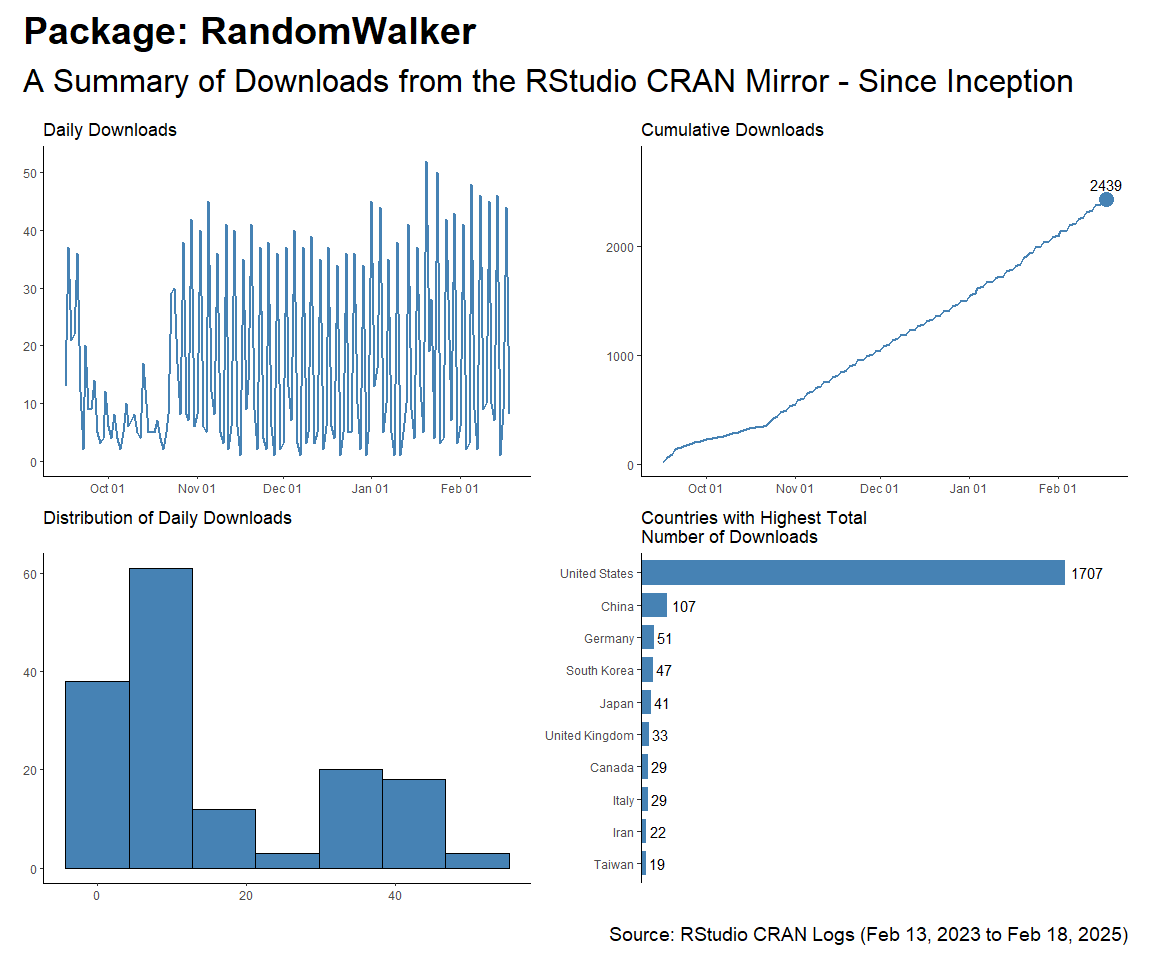 Package: RandomWalker
A Summary of Downloads from the RStudio CRAN Mirror - Since Inception
Daily Downloads
50
40
30
20
10
0
Oct 01 Nov 01 Dec 01 Jan 01 Feb 01
Cumulative Downloads
2439
2000
1000
0
Oct 01 Nov 01 Dec 01 Jan 01 Feb 01
Distribution of Daily Downloads
60
40
20
0
0 20 40
Countries with Highest Total
Number of Downloads
United States 1707
China 107
Germany 51
South Korea 47
Japan 41
United Kingdom 33
Canada 29
Italy 29
Iran 22
Taiwan 19
Source: RStudio CRAN Logs (Feb 13, 2023 to Feb 18, 2025)